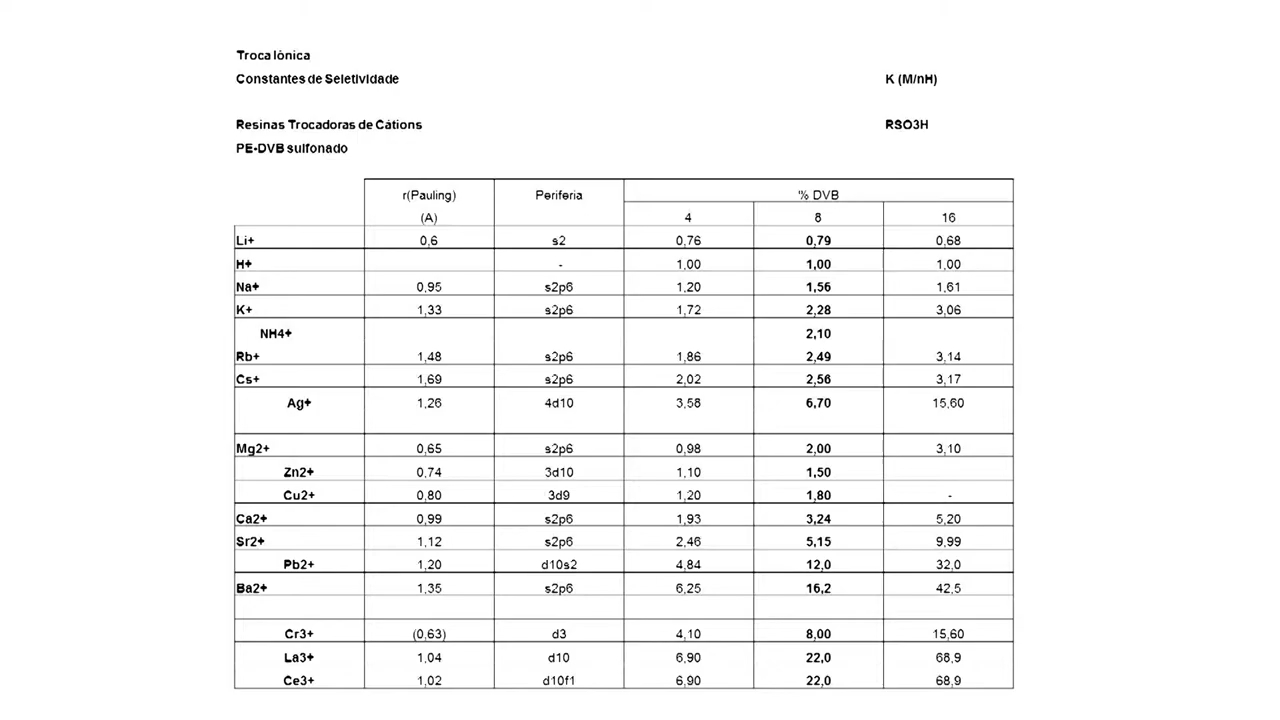 Troca Iônica
Constantes de Seletividade K (M/nH)
Resinas Trocadoras de Cátions RSO3H
PE-DVB sulfonado
r(Pauling) Periferia % DVB
(A) 4 8 16
Li+ 0,6 s2 0,76 0,79 0,68
H+ - 1,00 1,00 1,00
Na+ 0,95 s2p6 1,20 1,56 1,61
K+ 1,33 s2p6 1,72 2,28 3,06
NH4+ 2,10
Rb+ 1,48 s2p6 1,86 2,49 3,14
Cs+ 1,69 s2p6 2,02 2,56 3,17
Ag+ 1,26 4d10 3,58 6,70 15,60
Mg2+ 0,65 s2p6 0,98 2,00 3,10
Zn2+ 0,74 3d10 1,10 1,50
Cu2+ 0,80 3d9 1,20 1,80 -
Ca2+ 0,99 s2p6 1,93 3,24 5,20
Sr2+ 1,12 s2p6 2,46 5,15 9,99
Pb2+ 1,20 d10s2 4,84 12,0 32,0
Ba2+ 1,35 s2p6 6,25 16,2 42,5
Cr3+ (0,63) d3 4,10 8,00 15,60
La3+ 1,04 d10 6,90 22,0 68,9
Ce3+ 1,02 d10f1 6,90 22,0 68,9